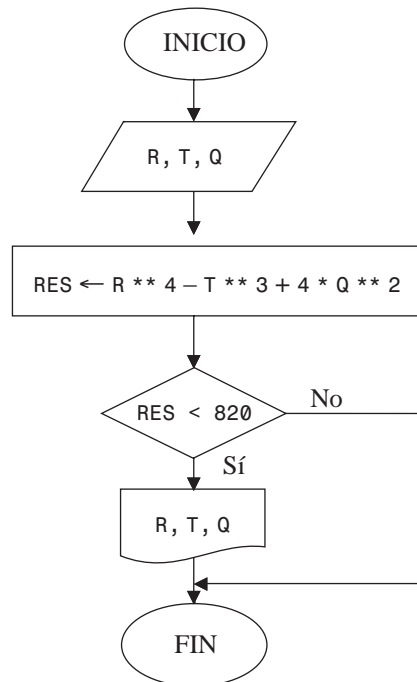 INICIO
R, T, Q
RES ← R ** 4 – T ** 3 + 4 * Q ** 2
RES < 820
No
Sí
R, T, Q
FIN